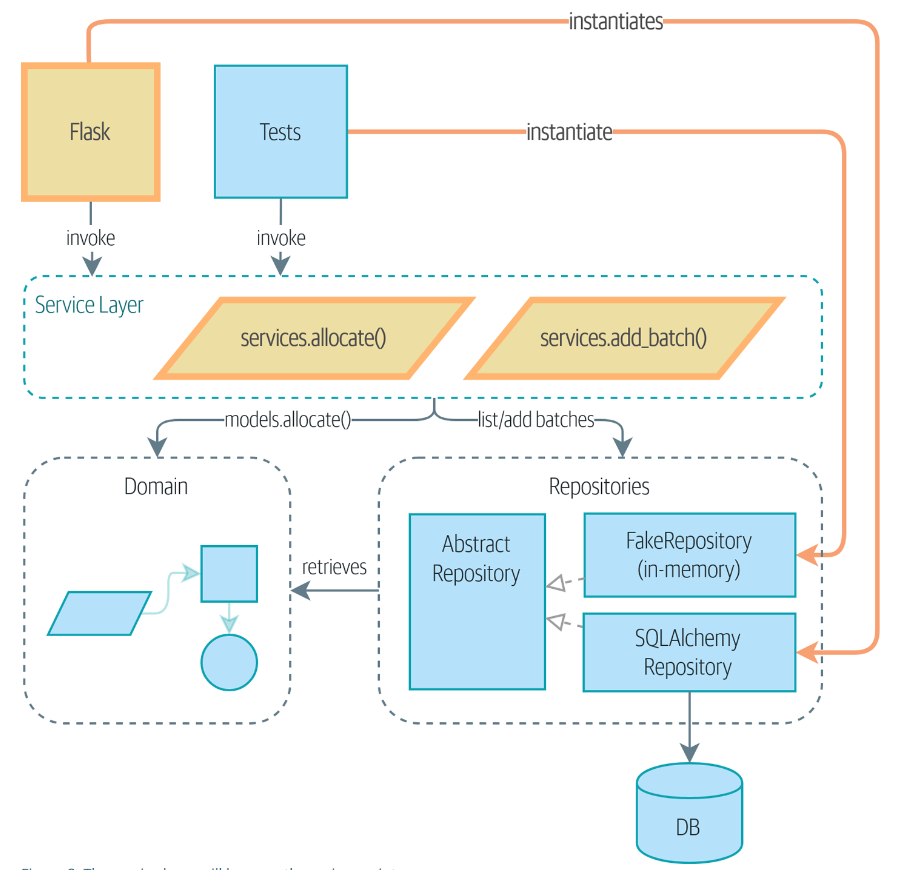 instantiates
Flask
Tests
instantiate
invoke
invoke
Service Layer
services.allocate()
services.add_batch()
models.allocate()
list/add batches
Domain
Repositories
Abstract
Repository
FakeRepository
(in-memory)
retrieves
SQLAlchemy
Repository
DB